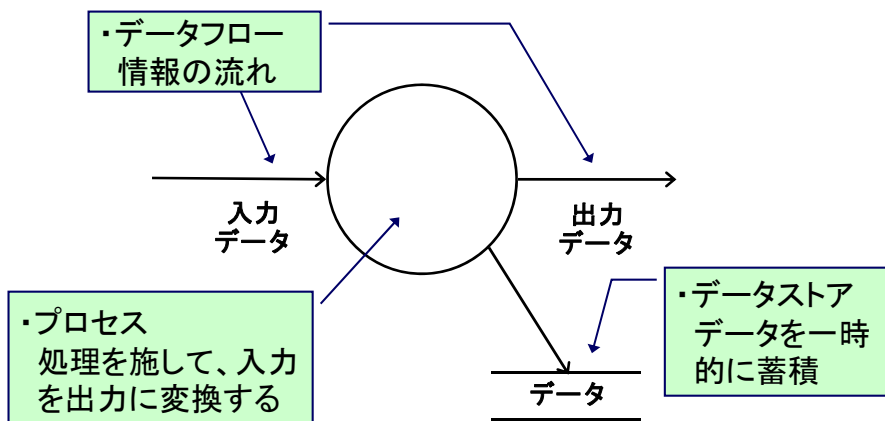 ・データフロー
情報の流れ
入力
データ
出力
データ
・プロセス
処理を施して、入力
を出力に変換する
・データストア
データを一時
的に蓄積
データ